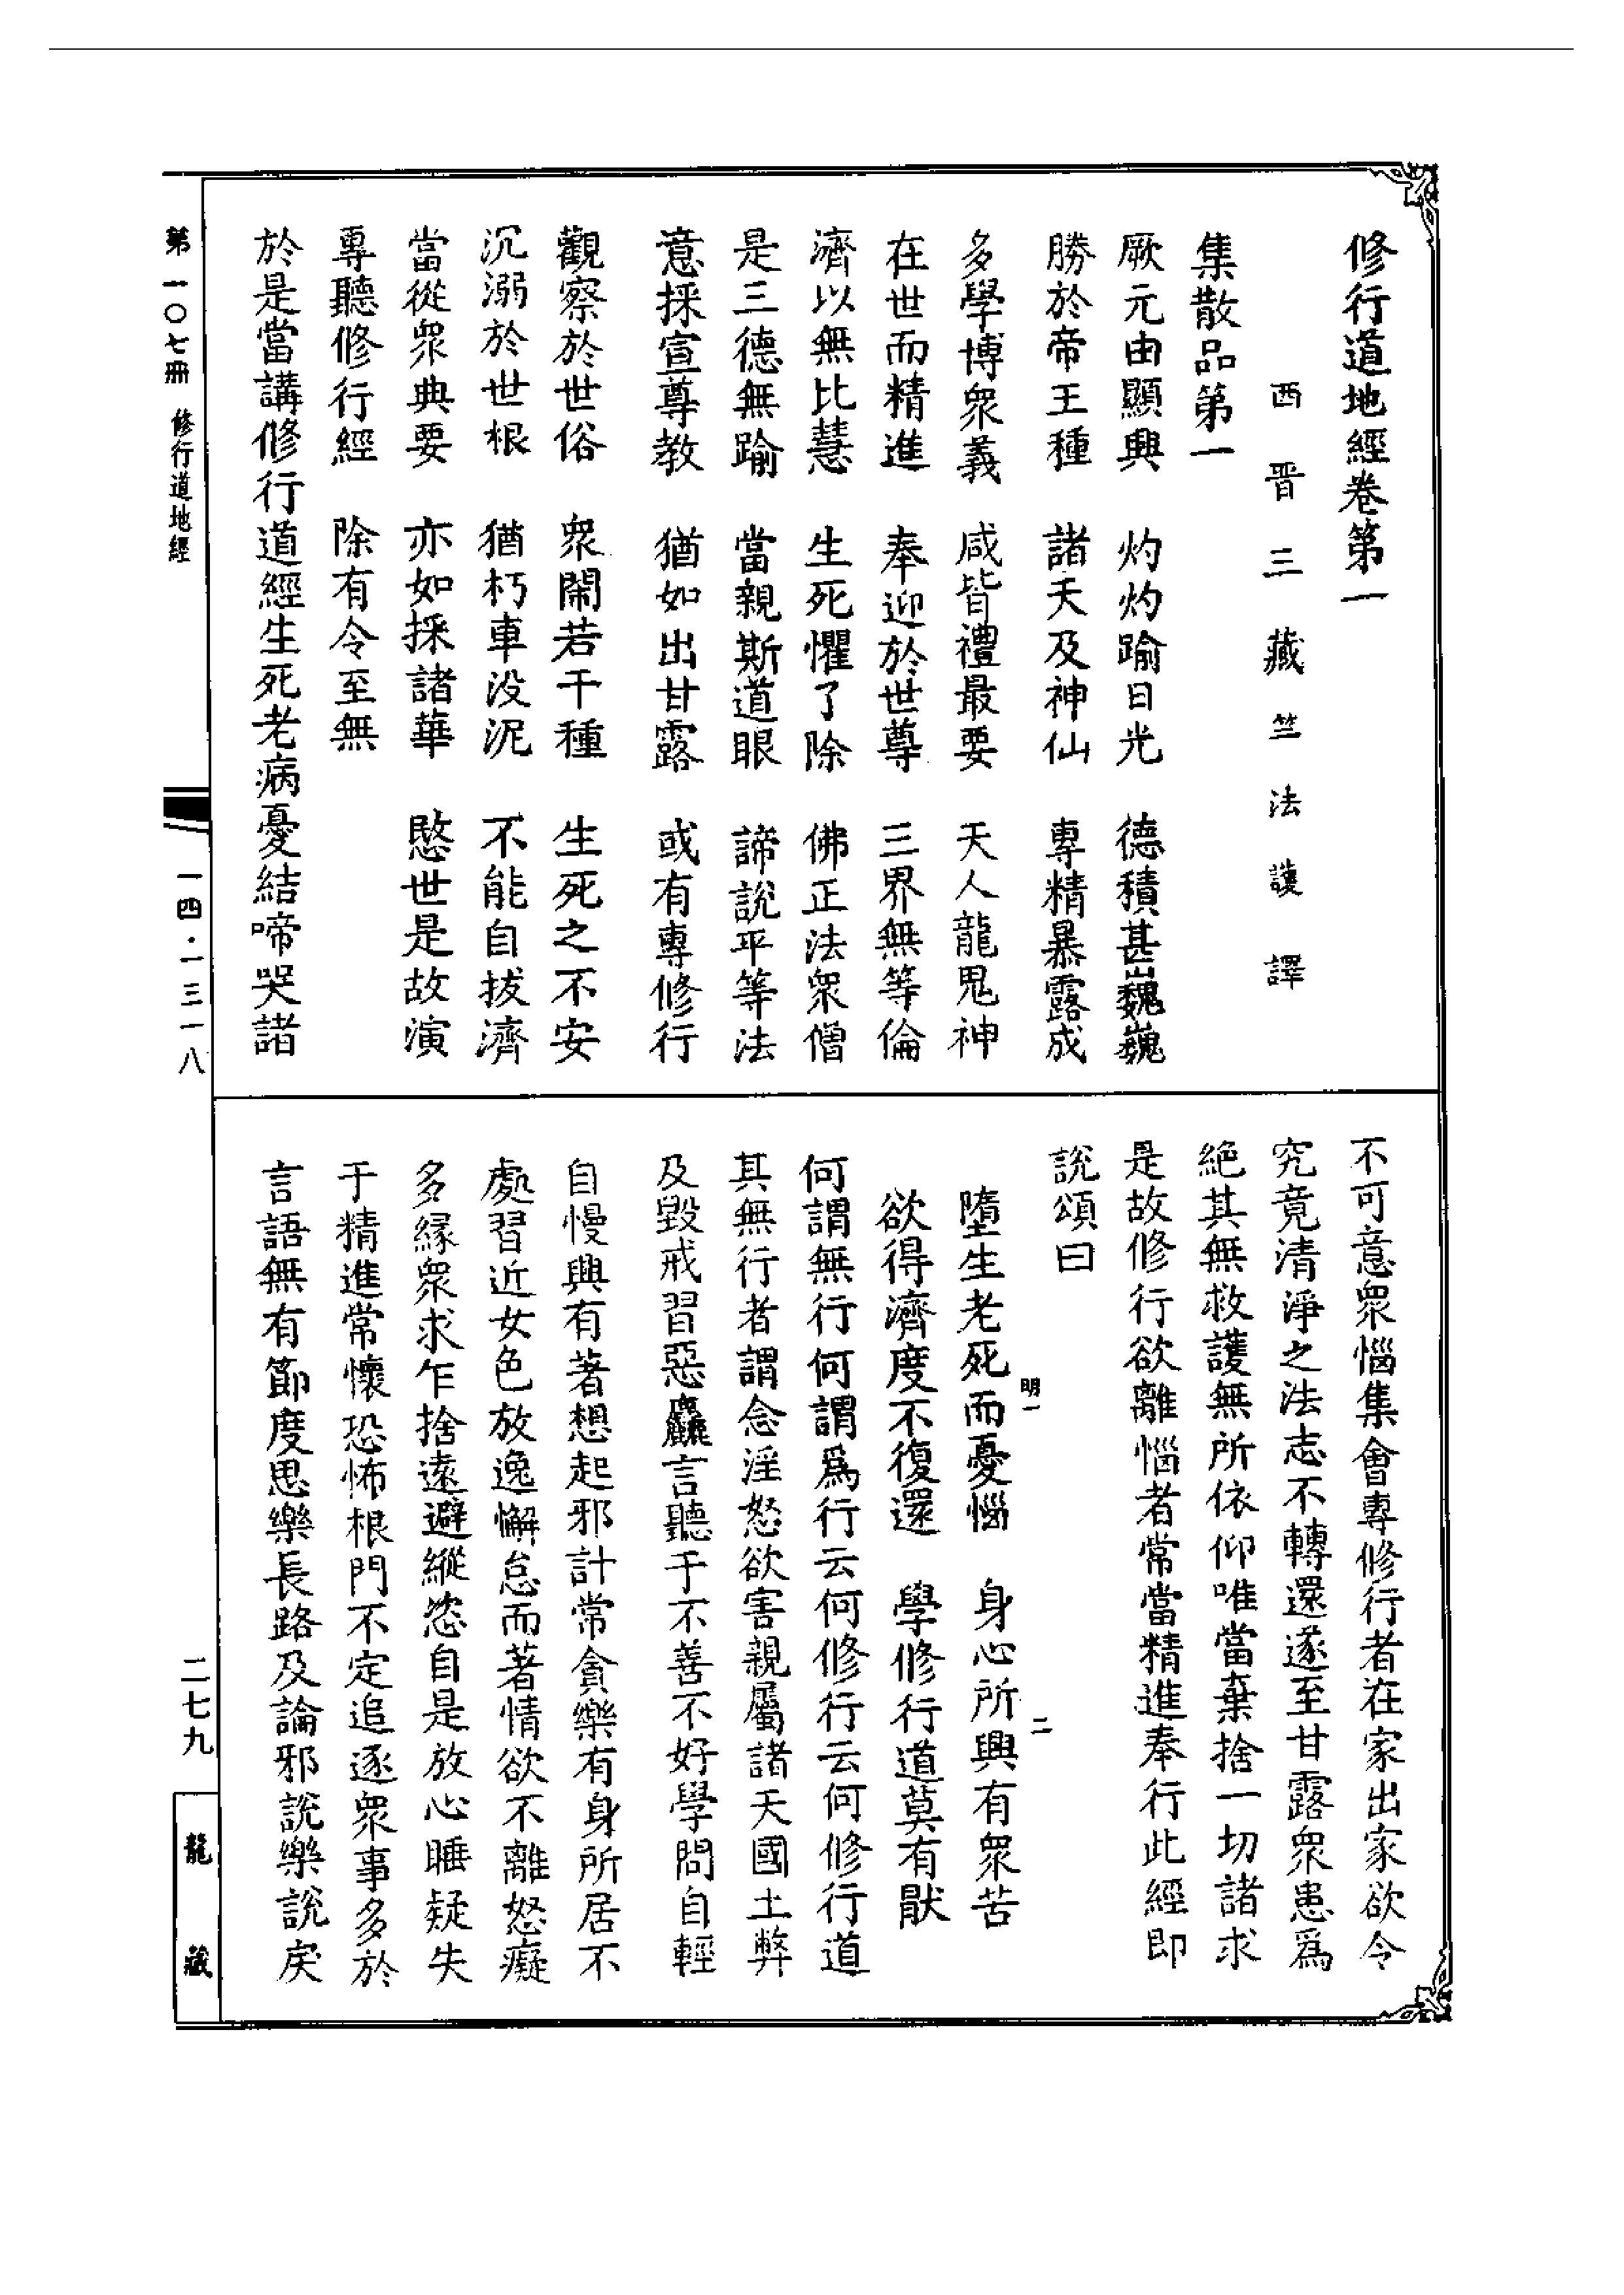 修行道地經卷第一
西晋三藏竺法護譯
集散品第一
厥元由顯興　灼灼踰日光　德積甚巍巍
勝於帝王種　諸天及神仙　專精暴露成
多學博衆義　咸皆禮最要　天人龍鬼神
在世而精進　奉迎於世尊　三界無等倫
濟以無比慧　生死懼了除　佛正法衆僧
是三德無踰　當親斯道眼　諦說平等法
意採宣尊教　猶如出甘露　或有專修行
觀察於世俗　衆閙若干種　生死之不安
沉溺於世根　猶朽車没泥　不能自拔濟
當從衆典要　亦如採諸華　愍世是故演
專聽修行經　除有令至無
於是當講修行道經生死老病憂結啼哭諸
不可意衆惱集會專修行者在家出家欲令
究竟清淨之法志不轉還遂至甘露衆患爲
絕其無救護無所依仰唯當棄捨一切諸求
是故修行欲離惱者常當精進奉行此經即
說頌曰
墮生老死而憂惱　身心所興有衆苦
欲得濟度不復還　學修行道莫有厭
何謂無行何謂爲行云何修行云何修行道
其無行者謂念淫怒欲害親屬諸天國土弊
及毀戒習惡麤言聽于不善不好學問自輕
自慢興有著想起邪計常貪樂有身所居不
處習近女色放逸懈怠而著情欲不離怒癡
多緣衆求乍捨遠避縱恣自是放心睡疑失
于精進常懷恐怖根門不定追逐衆事多於
言語無有節度思樂長路及論邪說樂說戾
明一
二
第一〇七冊　修行道地經
一四·一三一八
二七九
龍藏